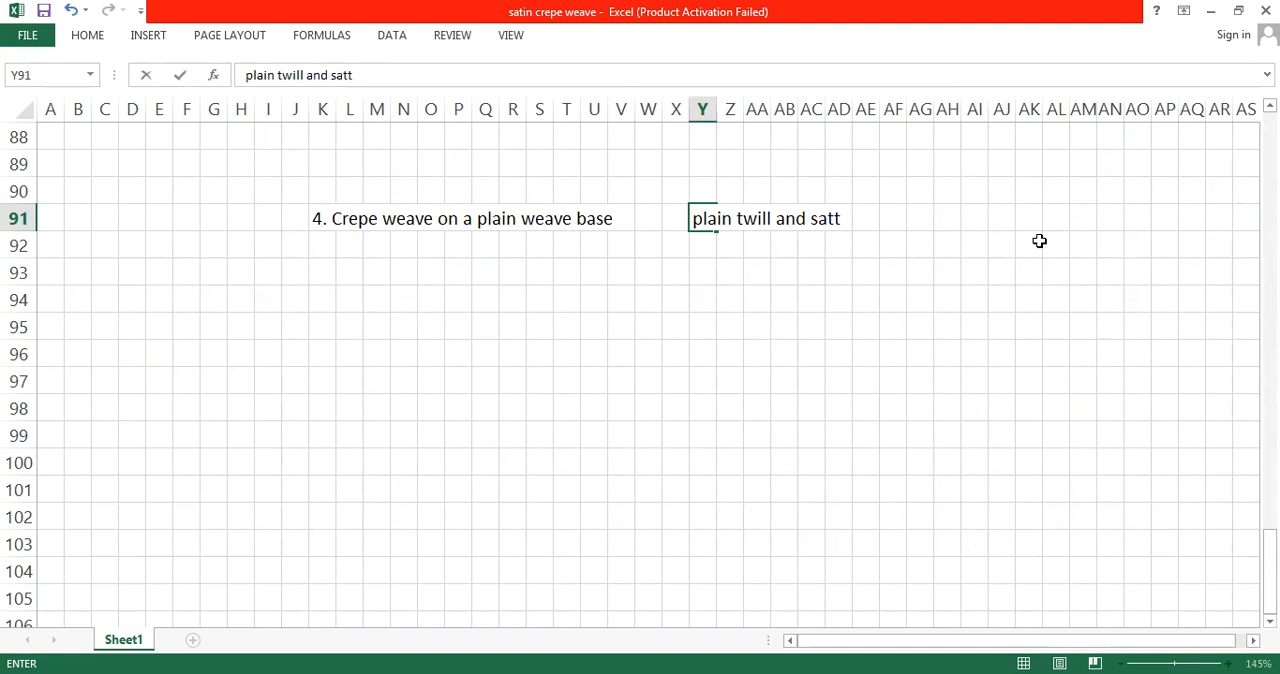 satin crepe weave - Excel (Product Activation Failed)
?
FILE HOME INSERT PAGE LAYOUT FORMULAS DATA REVIEW VIEW Sign in
Y91 fx plain twill and satt
A B C D E F G H I J K L M N O P Q R S T U V W X Y Z AA AB AC AD AE AF AG AH AI AJ AK AL AM AN AO AP AQ AR AS
88
89
90
91 4. Crepe weave on a plain weave base plain twill and satt
92
93
94
95
96
97
98
99
100
101
102
103
104
105
106
Sheet1
ENTER 145%